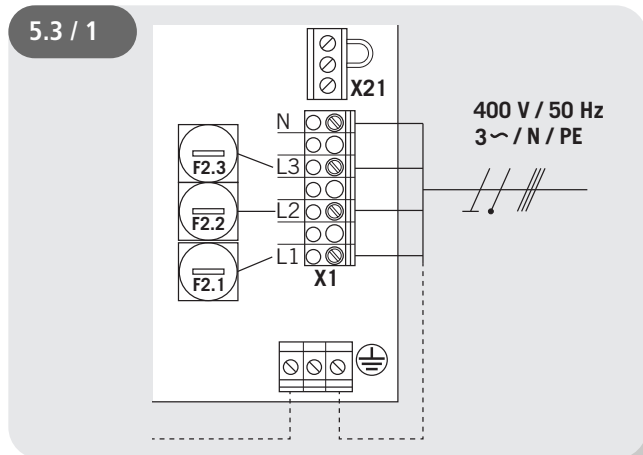 5.3 / 1
X21
N
400 V / 50 Hz
3~ / N / PE
F2.3
L3
F2.2
L2
F2.1
L1
X1